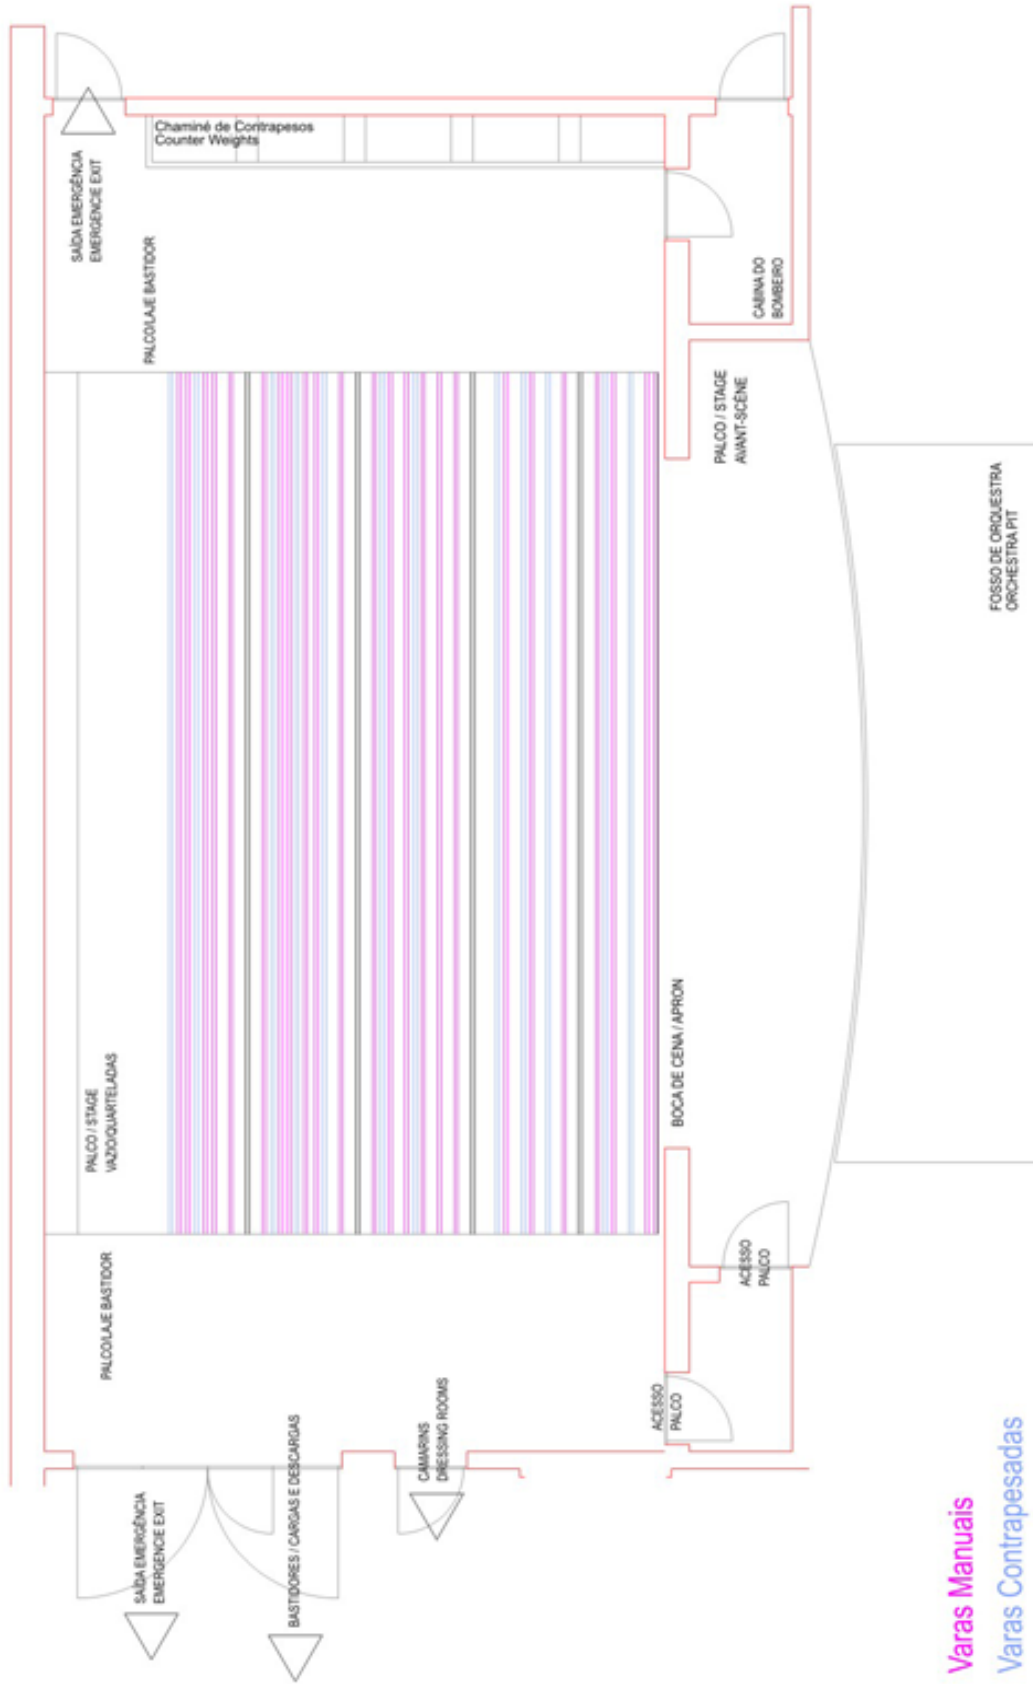 Chaminé de Contrapesos
Counter Weights
SAÍDA EMERGÊNCIA
EMERGENCIE EXIT
PALCO/LAJE BASTIDOR
CABINA DO
BOMBEIRO
PALCO / STAGE
AVANT-SCÈNE
FOSSO DE ORQUESTRA
ORCHESTRA PIT
PALCO / STAGE
VAZIO/QUARTELADAS
BOCA DE CENA / APRON
PALCO/LAJE BASTIDOR
ACESSO
PALCO
ACESSO
PALCO
CAMARINS
DRESSING ROOMS
SAÍDA EMERGÊNCIA
EMERGENCIE EXIT
BASTIDORES / CARGAS E DESCARGAS
Varas Manuais
Varas Contrapesadas